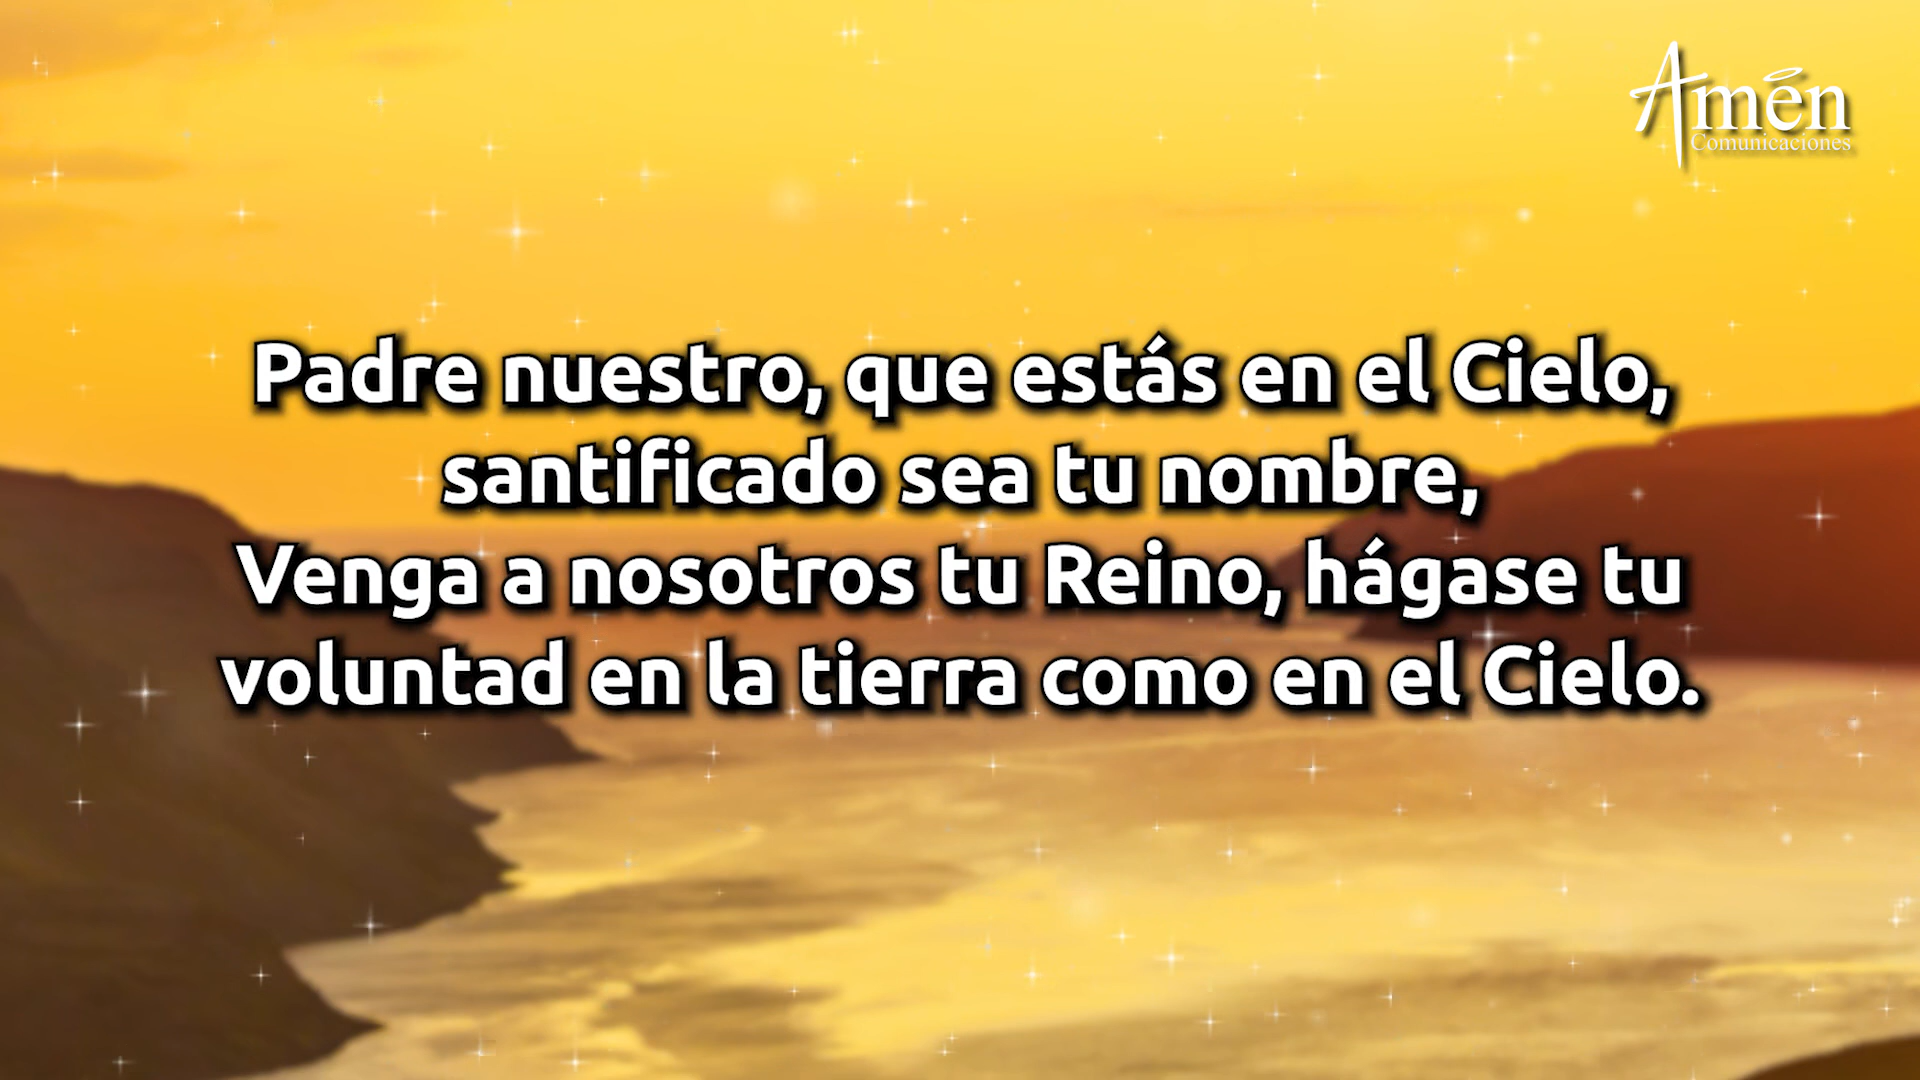 Amén
Comunicaciones
Padre nuestro, que estás en el Cielo,
santificado sea tu nombre,
Venga a nosotros tu Reino, hágase tu
voluntad en la tierra como en el Cielo.